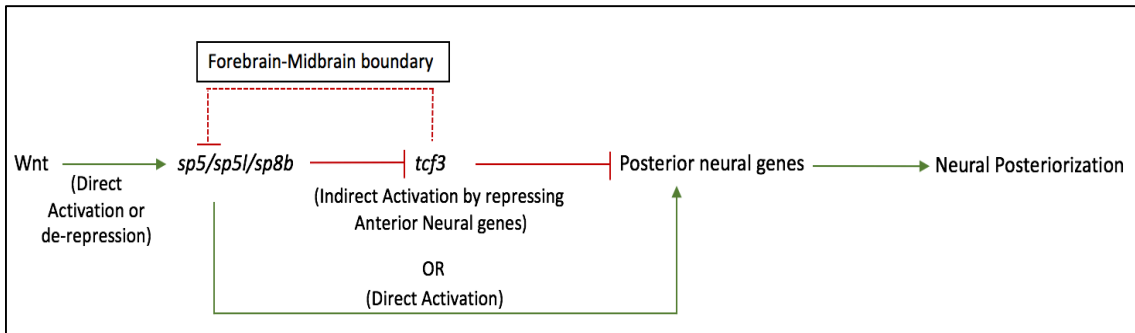 Forebrain-Midbrain boundary
Wnt
sp5/sp5l/sp8b
tcf3
Posterior neural genes
Neural Posteriorization
(Direct
Activation or
de-repression)
(Indirect Activation by repressing
Anterior Neural genes)
OR
(Direct Activation)